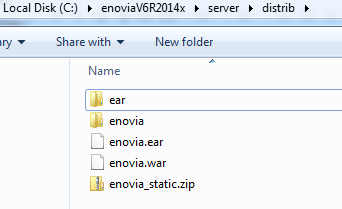 Local Disk (C:) ▸ enoviaV6R2014x ▸ server ▸ distrib ▸
Share with ▾ New folder
Name
ear
enovia
enovia.ear
enovia.war
enovia_static.zip